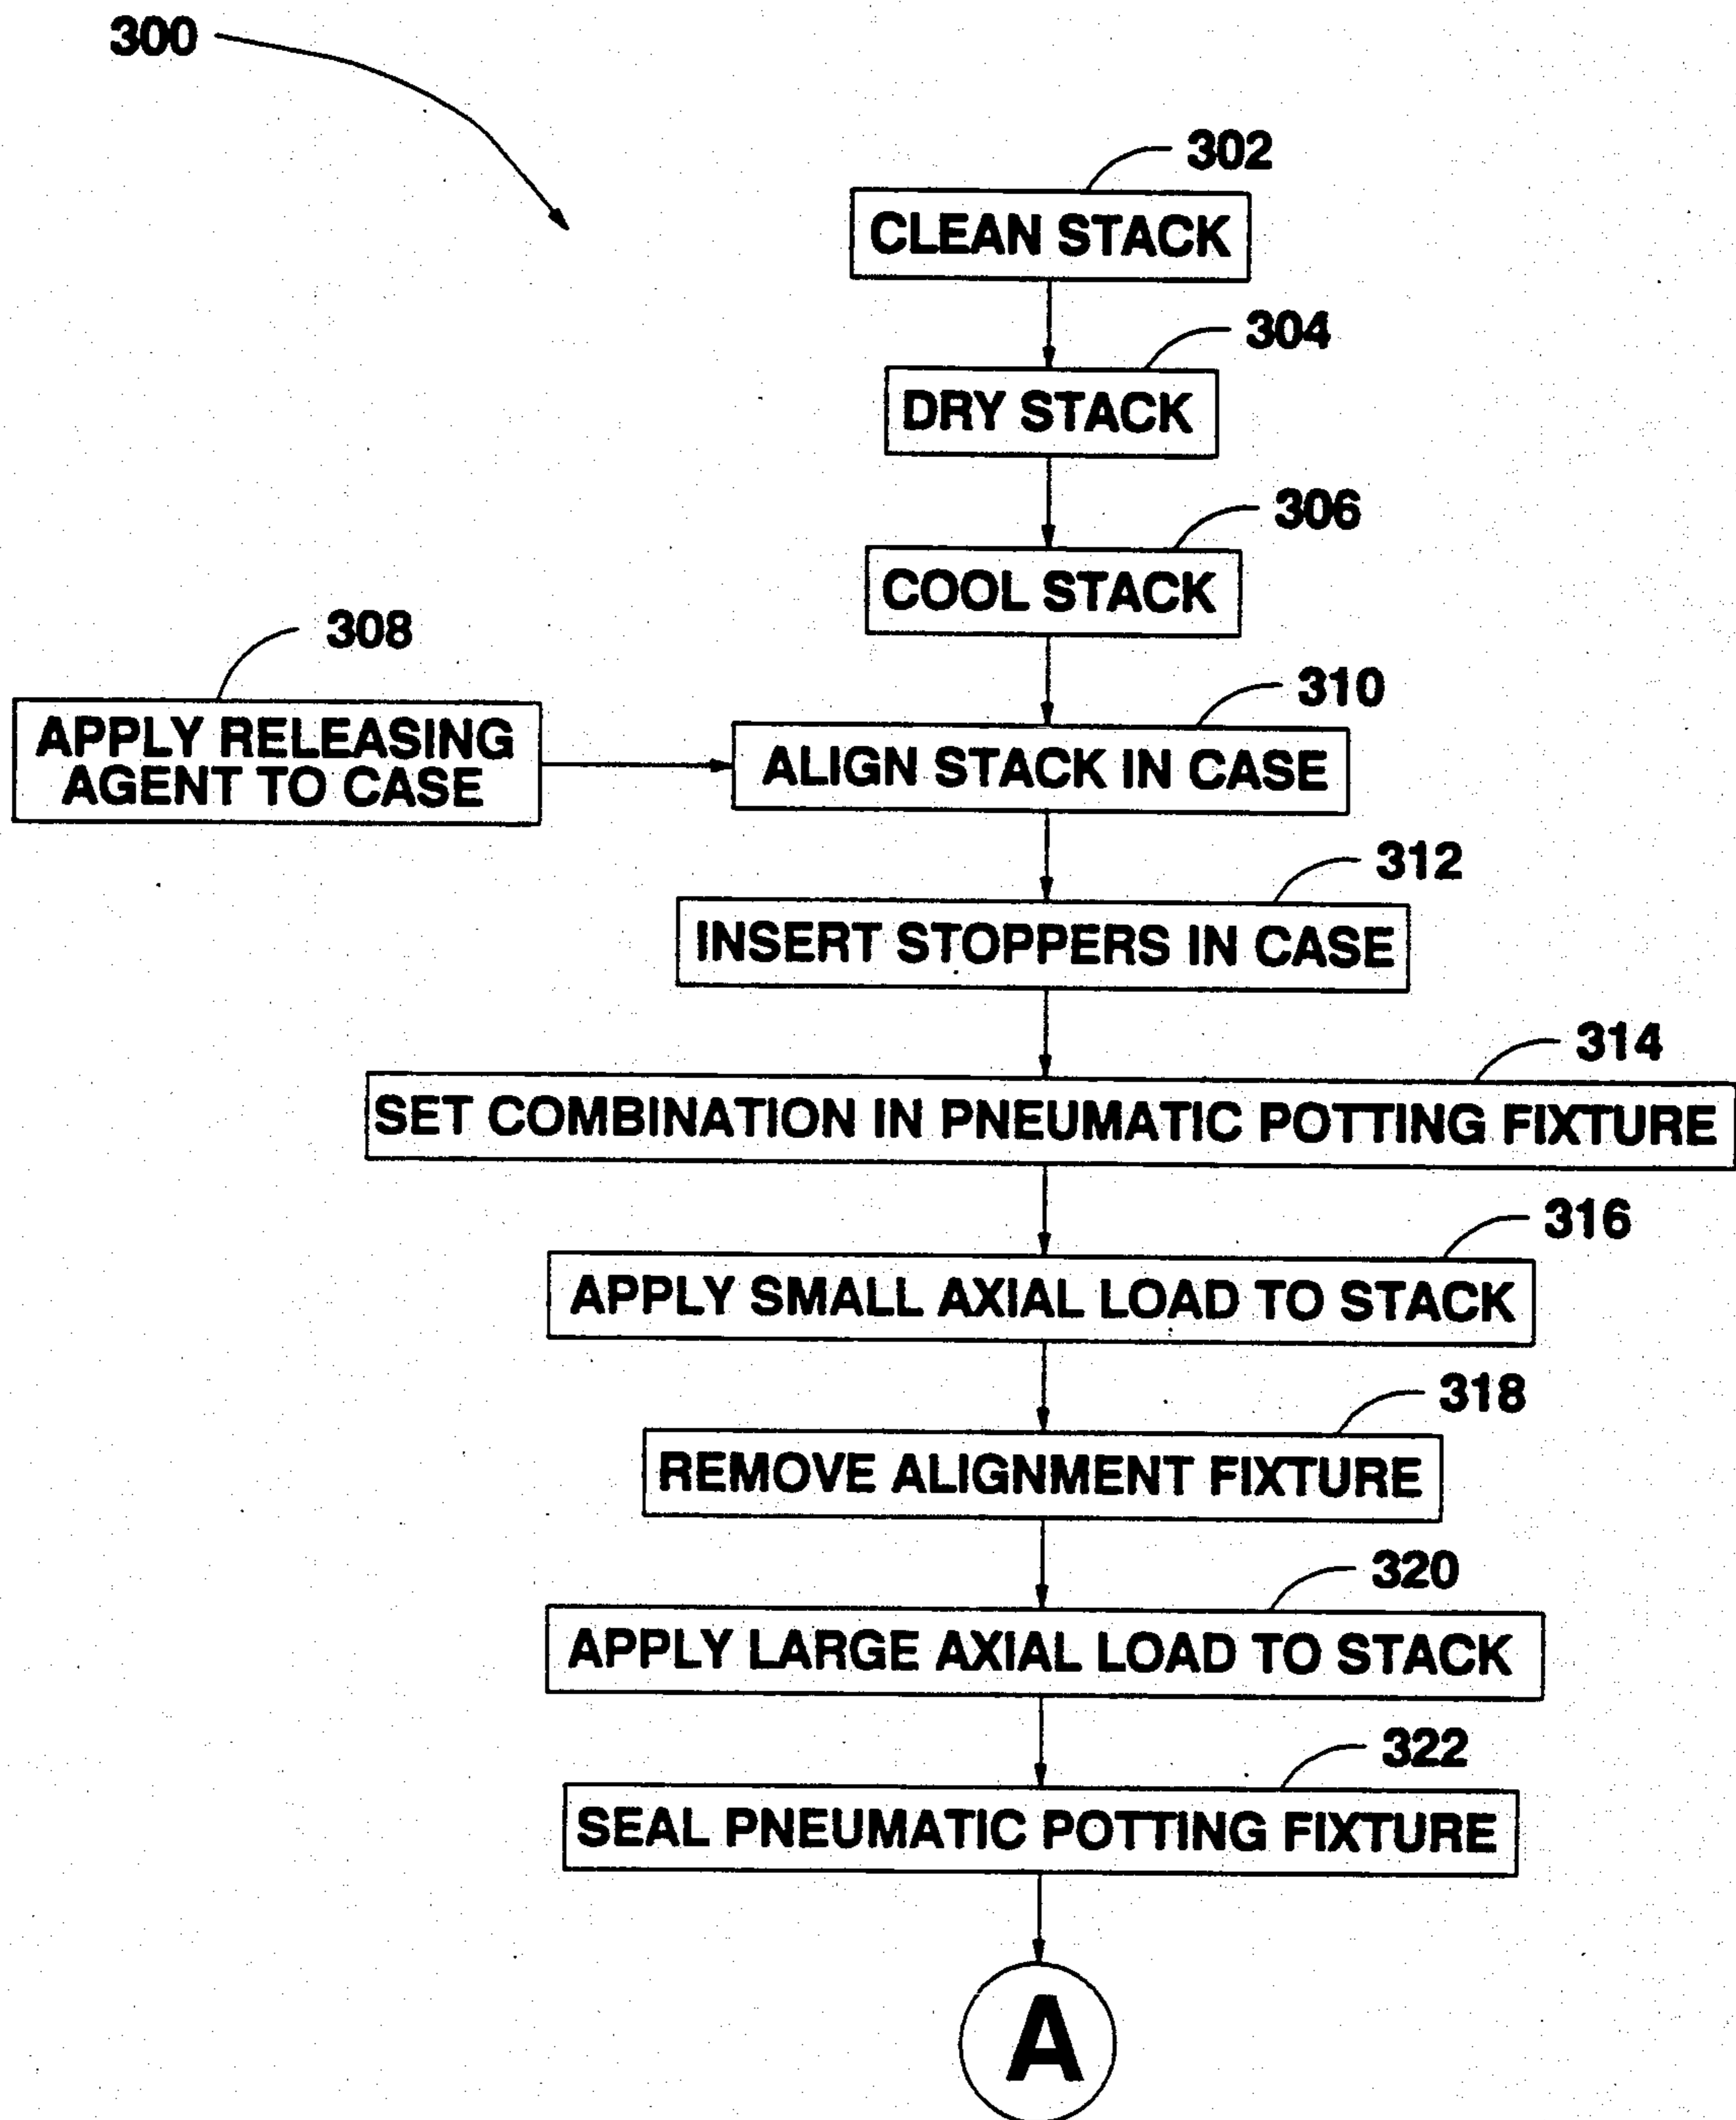 300
302
CLEAN STACK
304
DRY STACK
306
COOL STACK
308
APPLY RELEASING
AGENT TO CASE
310
ALIGN STACK IN CASE
312
INSERT STOPPERS IN CASE
314
SET COMBINATION IN PNEUMATIC POTTING FIXTURE
316
APPLY SMALL AXIAL LOAD TO STACK
318
REMOVE ALIGNMENT FIXTURE
320
APPLY LARGE AXIAL LOAD TO STACK
322
SEAL PNEUMATIC POTTING FIXTURE
A